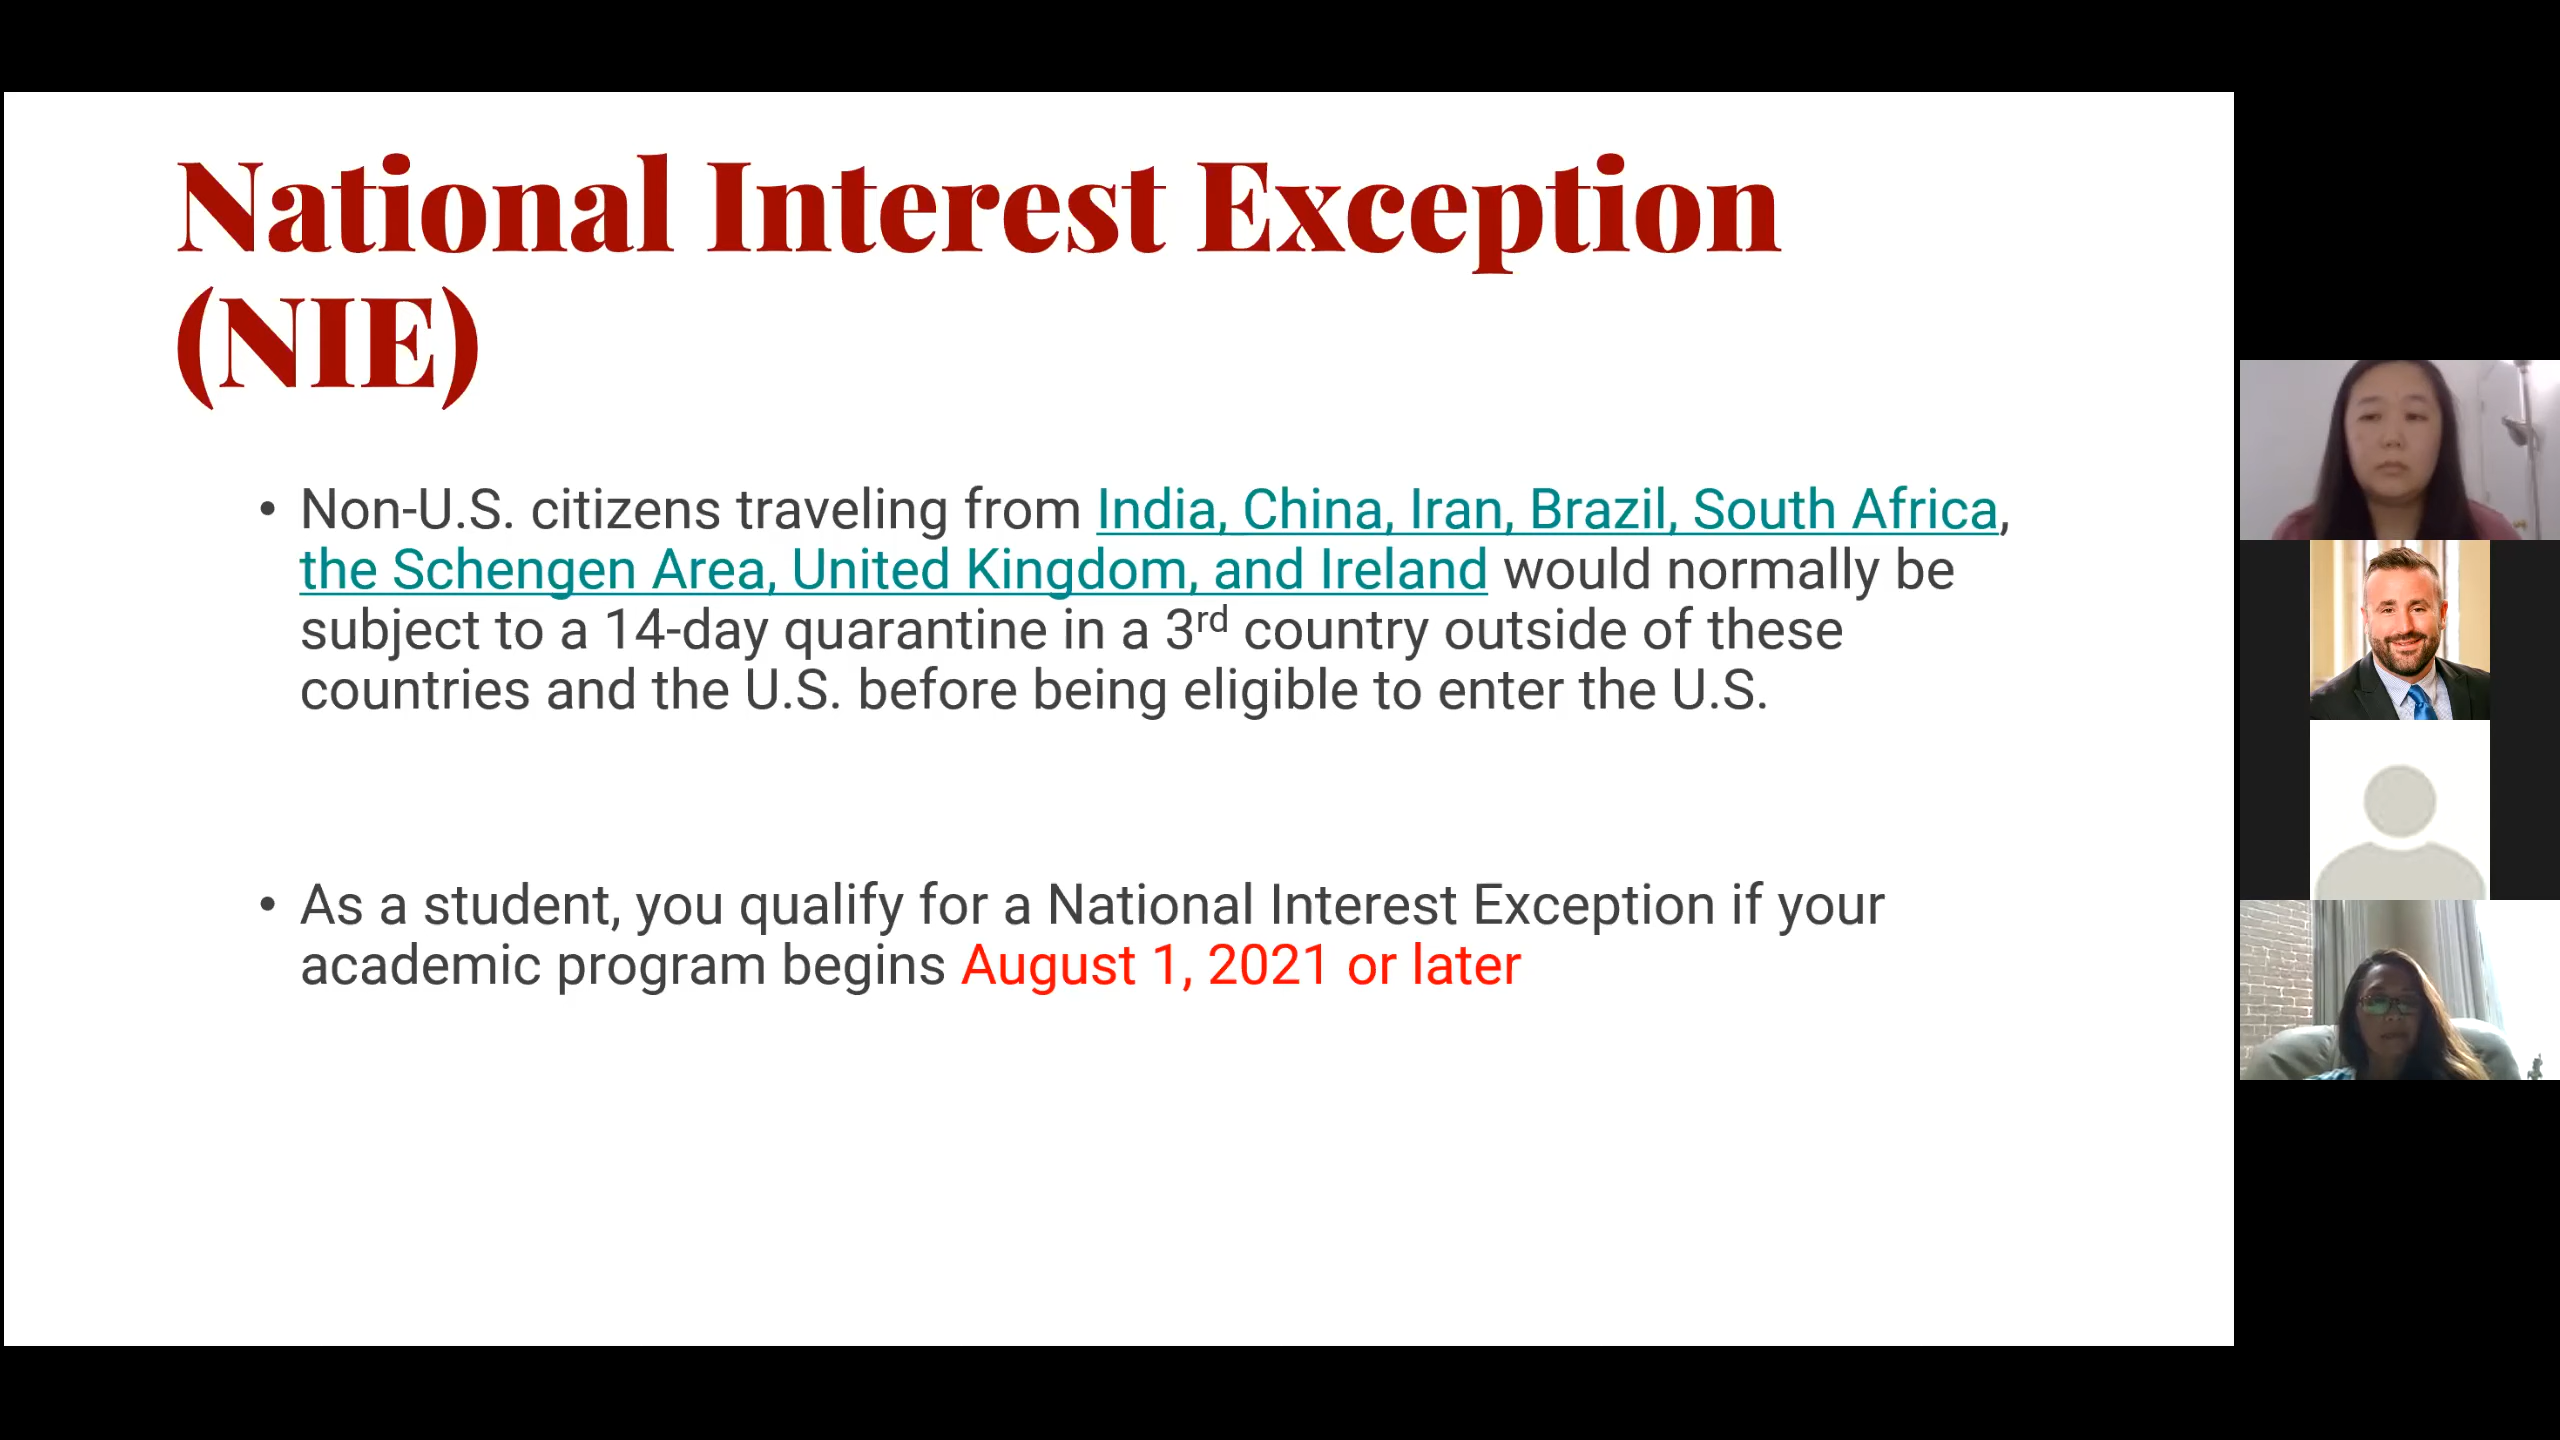 National Interest Exception
(NIE)
• Non-U.S. citizens traveling from India, China, Iran, Brazil, South Africa,
the Schengen Area, United Kingdom, and Ireland would normally be
subject to a 14-day quarantine in a 3rd country outside of these
countries and the U.S. before being eligible to enter the U.S.
• As a student, you qualify for a National Interest Exception if your
academic program begins August 1, 2021 or later